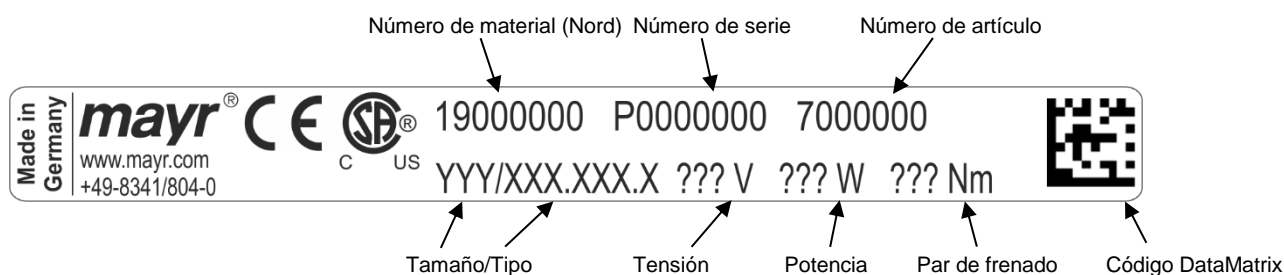 Número de material (Nord) Número de serie Número de artículo
Made in
Germany
mayr® CE SA® C US
www.mayr.com
+49-8341/804-0
19000000 P0000000 7000000
YYY/XXX.XXX.X ??? V ??? W ??? Nm
Tamaño/Tipo Tensión Potencia Par de frenado Código DataMatrix